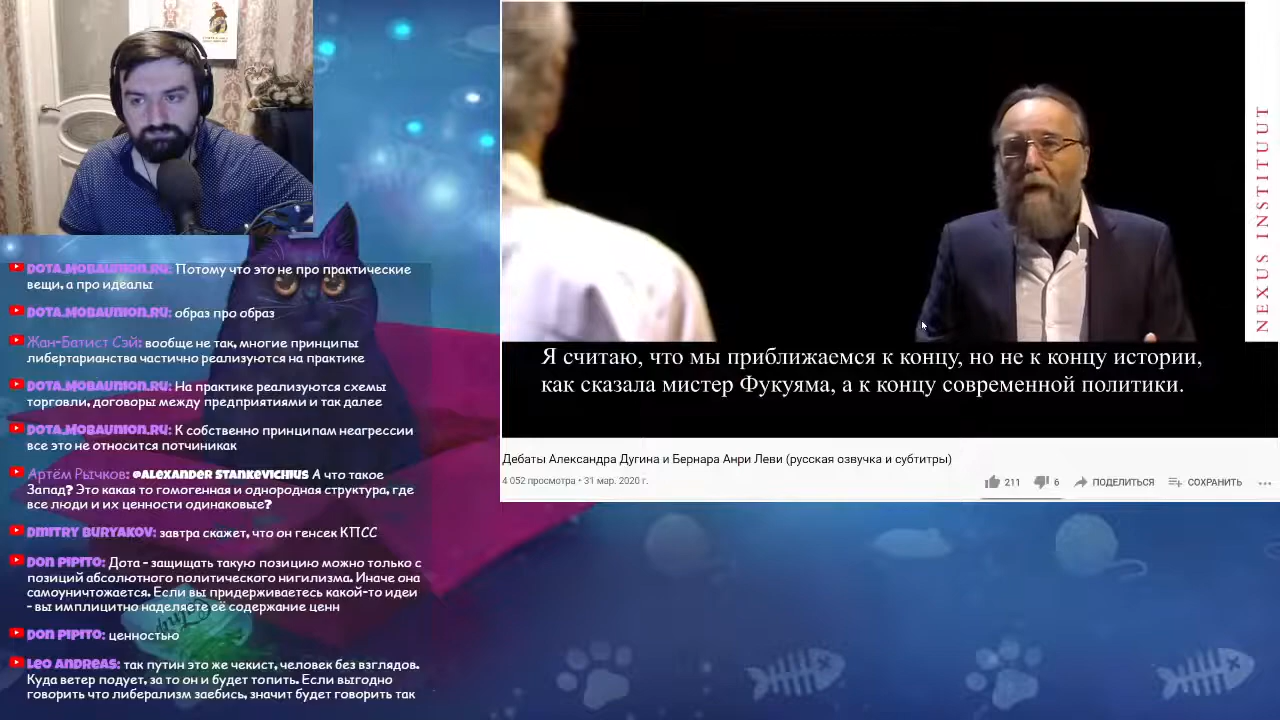 DOTA.MOBAUNION.RU: Потому что это не про практические
вещи, а про идеалы
DOTA.MOBAUNION.RU: образ про образ
Жан-Батист Сэй: вообще не так, многие принципы
либертарианства частично реализуются на практике
DOTA.MOBAUNION.RU: На практике реализуются схемы
торговли, договоры между предприятиями и так далее
DOTA.MOBAUNION.RU: К собственно принципам неагрессии
все это не относится потчиникак
Артём Рычков: @ALEXANDER STANKEVICHIUS А что такое
Запад? Это какая то гомогенная и однородная структура, где
все люди и их ценности одинаковые?
DMITRY BURYAKOV: завтра скажет, что он генсек КПСС
DON PIPITO: Дота - защищать такую позицию можно только с
позиций абсолютного политического нигилизма. Иначе она
самоуничтожается. Если вы придерживаетесь какой-то идеи
- вы имплицитно наделяете её содержание ценн
DON PIPITO: ценностью
LEO ANDREAS: так путин это же чекист, человек без взглядов.
Куда ветер подует, за то он и будет топить. Если выгодно
говорить что либерализм заебись, значит будет говорить так
NEXUS INSTITUUT
Я считаю, что мы приближаемся к концу, но не к концу истории,
как сказала мистер Фукуяма, а к концу современной политики.
Дебаты Александра Дугина и Бернара Анри Леви (русская озвучка и субтитры)
4 052 просмотра • 31 мар. 2020 г.
211
6
ПОДЕЛИТЬСЯ
СОХРАНИТЬ